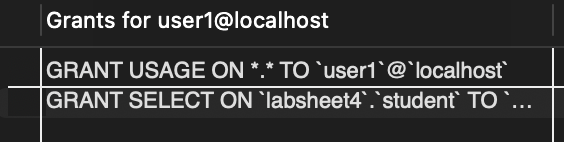 Grants for user1@localhost
GRANT USAGE ON *.* TO `user1`@`localhost`
GRANT SELECT ON `labsheet4`.`student` TO `...